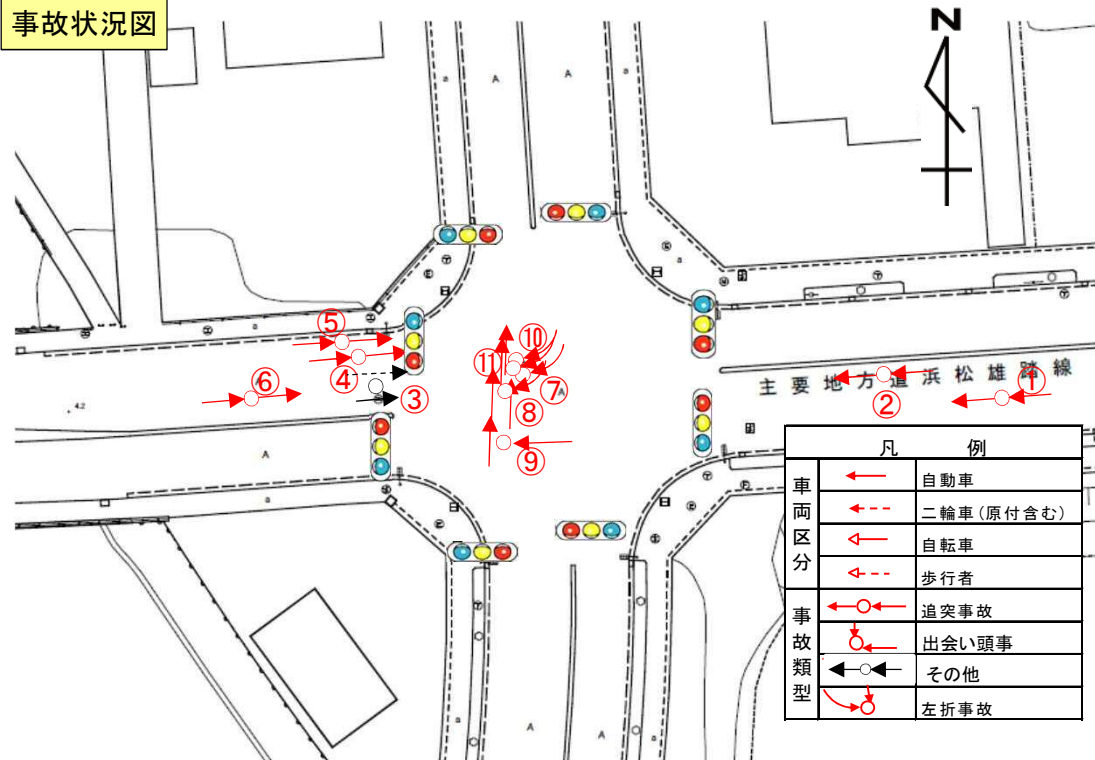 事故状況図
N
A
A
a
a
a
⑤
④
③
⑥
4.2
A
a
⑩
⑪
⑦
A
⑧
⑨
主要地方道浜松雄踏線
①
②
凡例
車両区分
自動車
二輪車(原付含む)
自転車
歩行者
事故類型
追突事故
出会い頭事
その他
左折事故
a
A
A
a